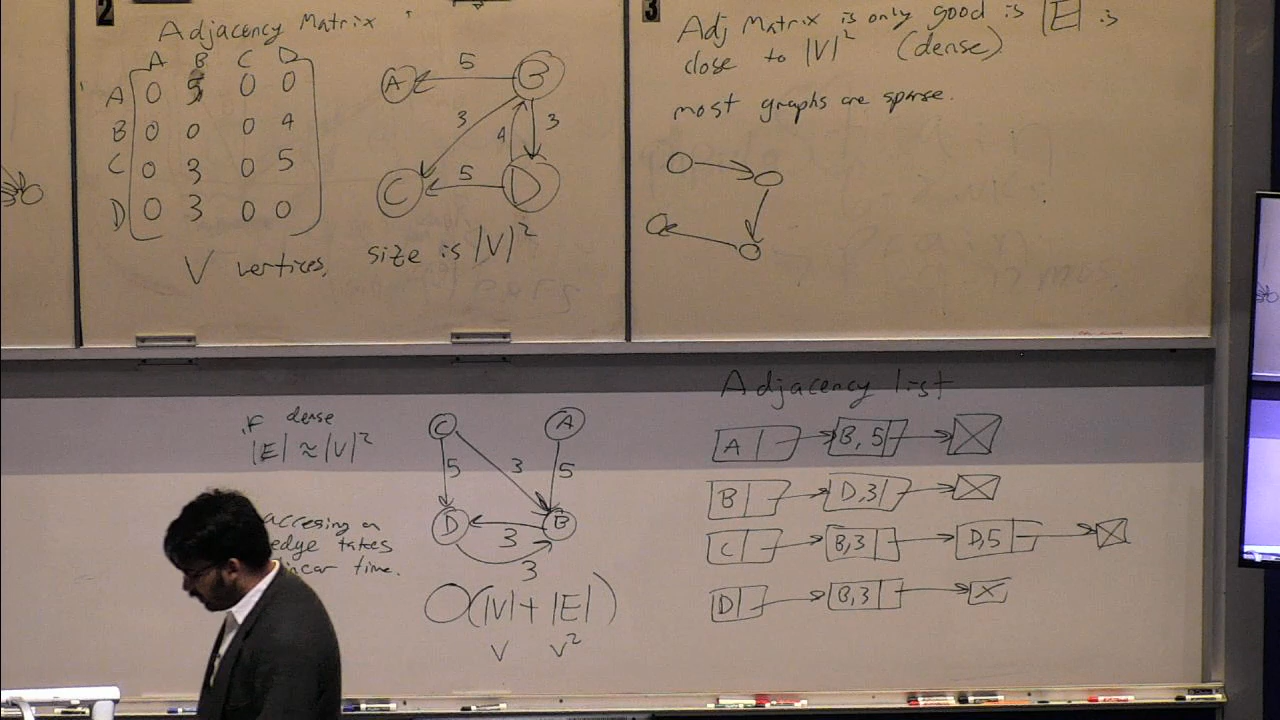 2
Adjacency Matrix
A B C D
A 0 5 0 0
B 0 0 0 4
C 0 3 0 5
D 0 3 0 0
A 5 B
3 4 3
C 5 D
V vertices, size is |V|²
3
Adj Matrix is only good is |E| is
close to |V|² (dense)
most graphs are sparse.
if dense
|E| ≈ |V|²
accesing an
edge takes
linear time.
C A
5 3 5
D 3 B
3
O(|V| + |E|)
V V²
Adjacency list
A B, 5
B D,3
C B,3 D,5
D B,3